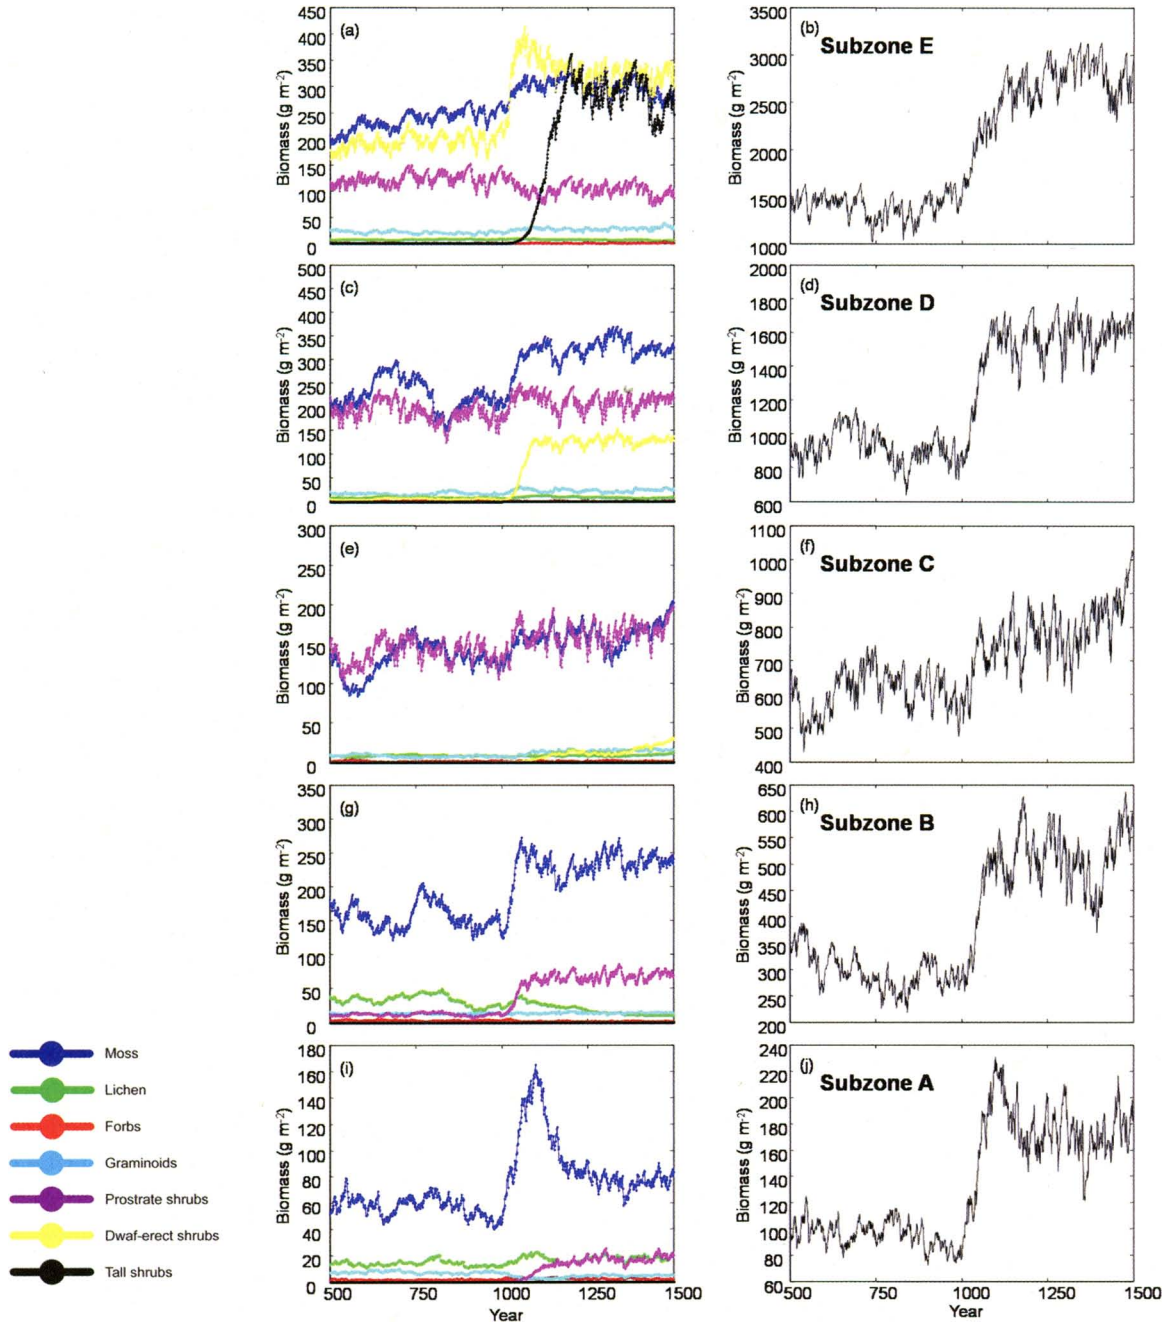 (a)
450
400
350
300
250
200
150
100
50
0
Biomass (g m⁻²)
(b) Subzone E
3500
3000
2500
2000
1500
1000
Biomass (g m⁻²)
(c)
500
450
400
350
300
250
200
150
100
50
0
Biomass (g m⁻²)
(d) Subzone D
2000
1800
1600
1400
1200
1000
800
600
Biomass (g m⁻²)
(e)
300
250
200
150
100
50
0
Biomass (g m⁻²)
(f) Subzone C
1100
1000
900
800
700
600
500
400
Biomass (g m⁻²)
(g)
350
300
250
200
150
100
50
0
Biomass (g m⁻²)
(h) Subzone B
650
600
550
500
450
400
350
300
250
200
Biomass (g m⁻²)
(i)
180
160
140
120
100
80
60
40
20
0
Biomass (g m⁻²)
500 1000 1250 1500
Year
(j) Subzone A
240
220
200
180
160
140
120
100
80
60
Biomass (g m⁻²)
500 1000 1250 1500
Year
Moss
Lichen
Forbs
Graminoids
Prostrate shrubs
Dwaf-erect shrubs
Tall shrubs